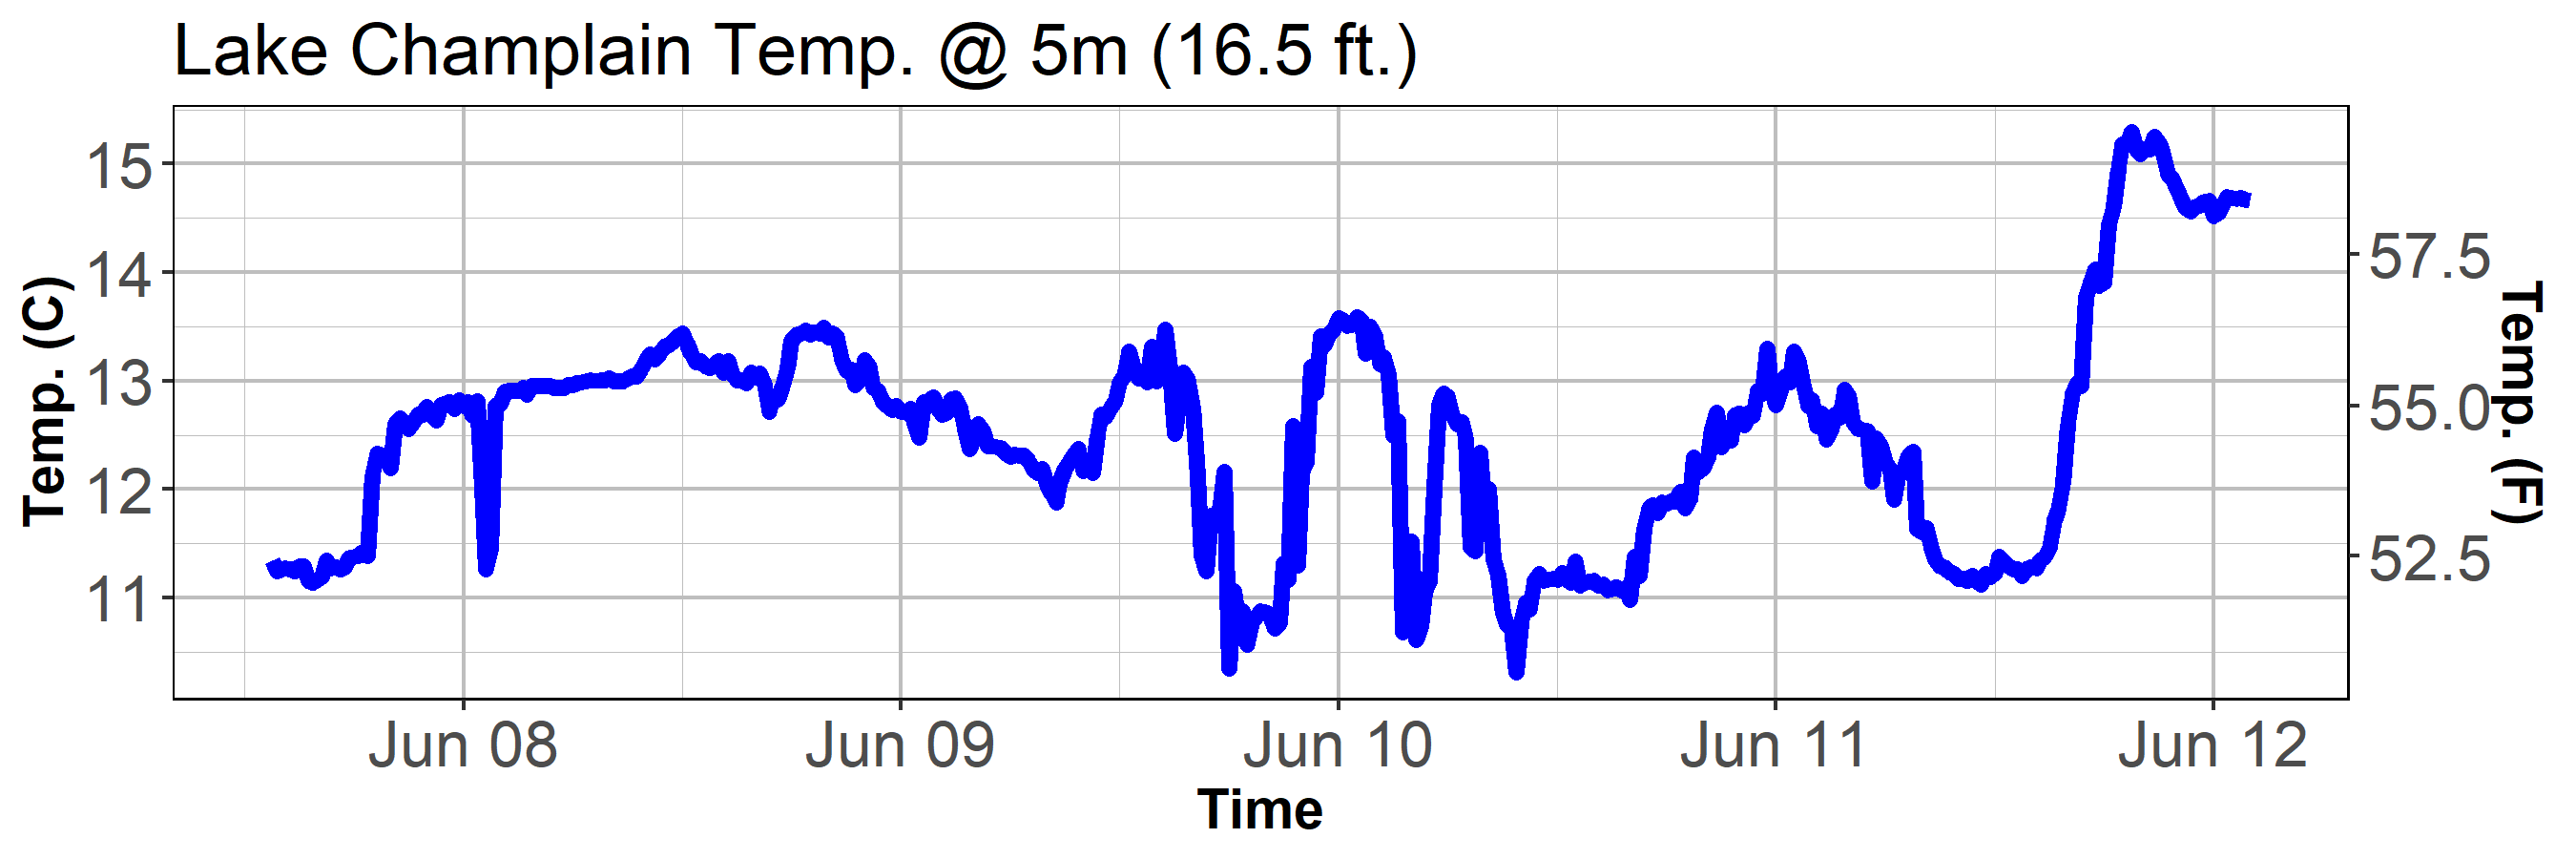 Lake Champlain Temp. @ 5m (16.5 ft.)
Temp. (C)
15
14
13
12
11
57.5
55.0
52.5
Temp. (F)
Jun 08
Jun 09
Jun 10
Jun 11
Jun 12
Time